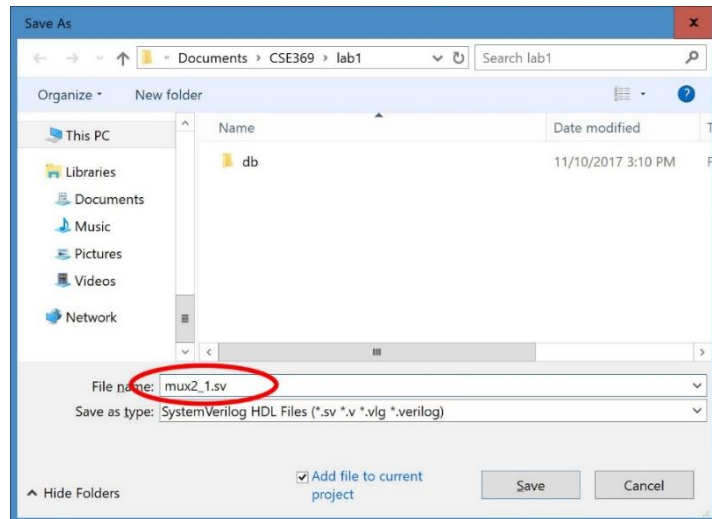 Save As
x
« Documents › CSE369 › lab1
Search lab1
Organize
New folder
?
This PC
Libraries
Documents
Music
Pictures
Videos
Network
Name
Date modified
T
db
11/10/2017 3:10 PM
F
File name: mux2_1.sv
Save as type: SystemVerilog HDL Files (*.sv *.v *.vlg *.verilog)
Hide Folders
Add file to current
project
Save
Cancel